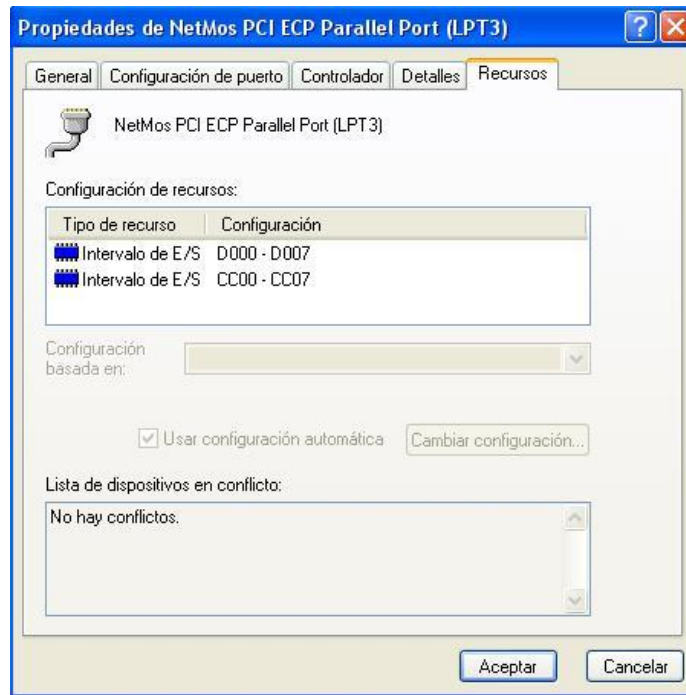 Propiedades de NetMos PCI ECP Parallel Port (LPT3)
General Configuración de puerto Controlador Detalles Recursos
NetMos PCI ECP Parallel Port (LPT3)
Configuración de recursos:
Tipo de recurso Configuración
Intervalo de E/S D000 - D007
Intervalo de E/S CC00 - CC07
Configuración
basada en:
Usar configuración automática Cambiar configuración...
Lista de dispositivos en conflicto:
No hay conflictos.
Aceptar Cancelar